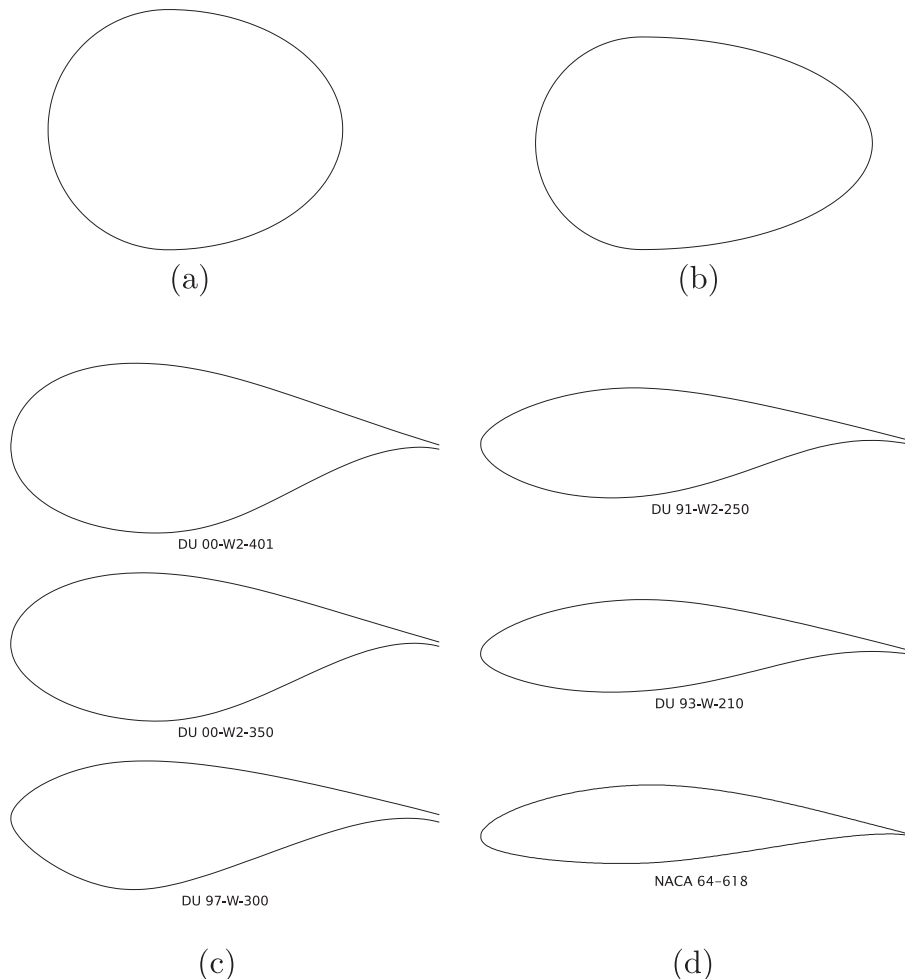 (a)
(b)
DU 00-W2-401
DU 00-W2-350
DU 97-W-300
(c)
DU 91-W2-250
DU 93-W-210
NACA 64-618
(d)